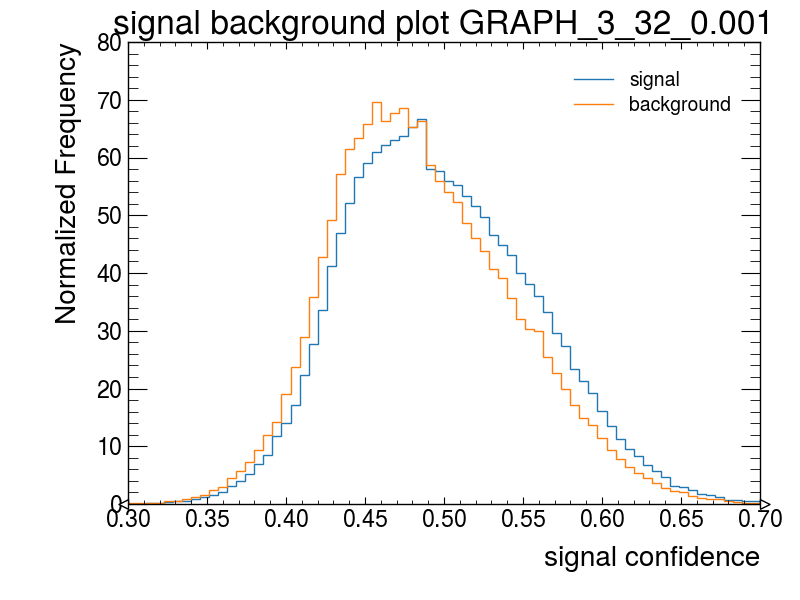 signal background plot GRAPH_3_32_0.001
Normalized Frequency
80
70
60
50
40
30
20
10
0
signal
background
0.30 0.35 0.40 0.45 0.50 0.55 0.60 0.65 0.70
signal confidence